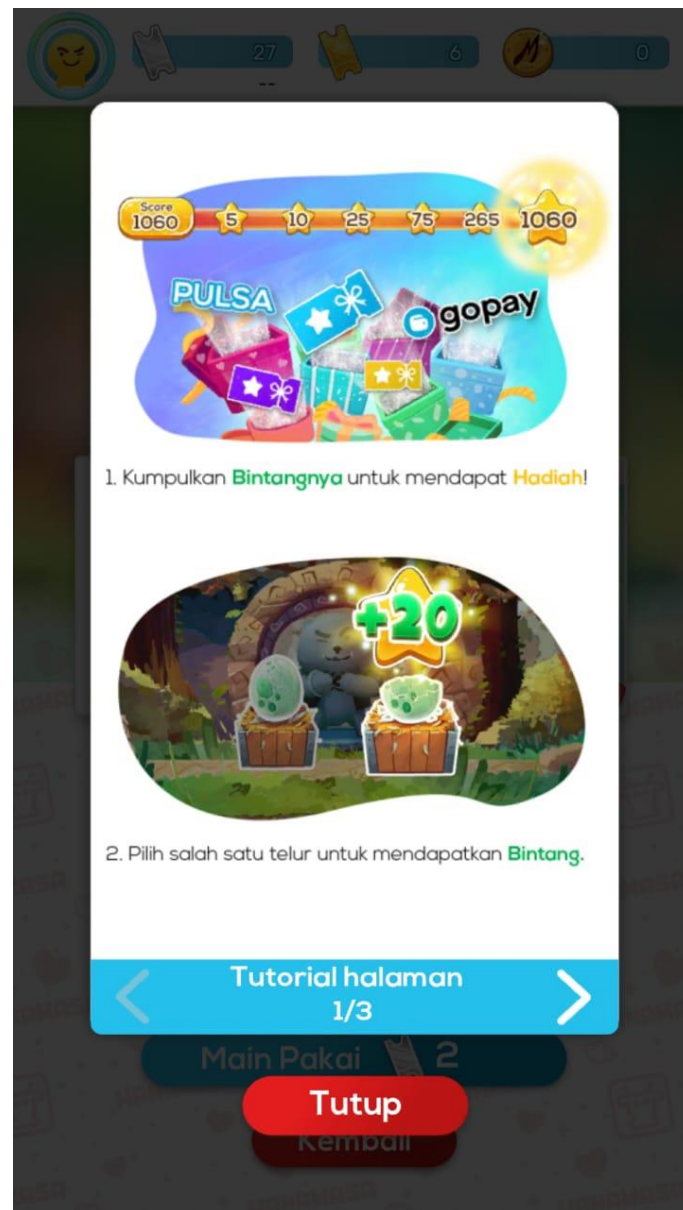 27 6 0
Score
1060 5 10 25 75 265 1060
PULSA
gopay
1. Kumpulkan Bintangnya untuk mendapat Hadiah!
+20
2. Pilih salah satu telur untuk mendapatkan Bintang.
Tutorial halaman
1/3
Main Pakai 2
Tutup
Kembali